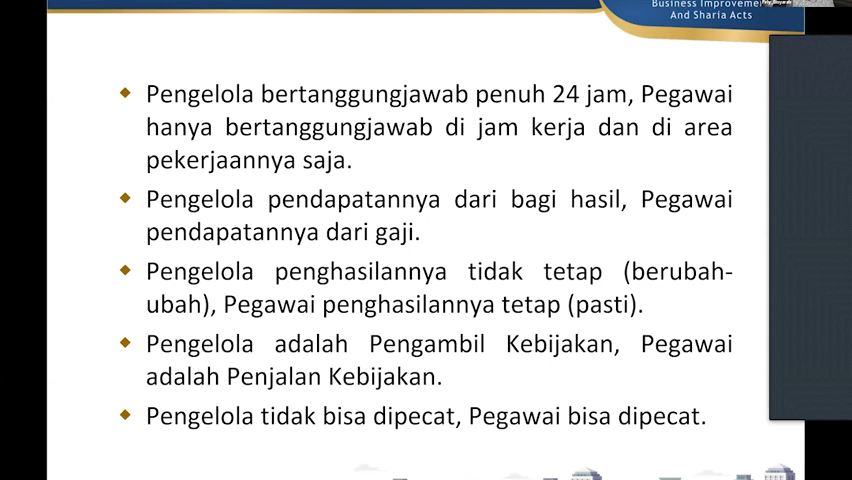 Business Improvement
And Sharia Acts
Pengelola bertanggungjawab penuh 24 jam, Pegawai
hanya bertanggungjawab di jam kerja dan di area
pekerjaannya saja.
Pengelola pendapatannya dari bagi hasil, Pegawai
pendapatannya dari gaji.
Pengelola penghasilannya tidak tetap (berubah-
ubah), Pegawai penghasilannya tetap (pasti).
Pengelola adalah Pengambil Kebijakan, Pegawai
adalah Penjalan Kebijakan.
Pengelola tidak bisa dipecat, Pegawai bisa dipecat.